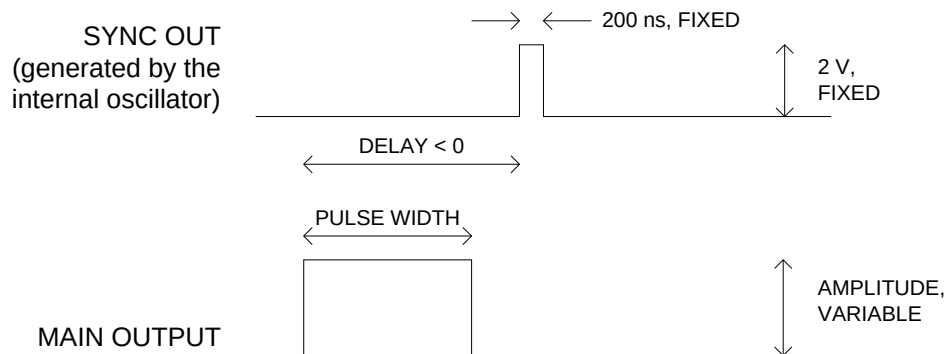 200 ns, FIXED
SYNC OUT
(generated by the
internal oscillator)
2 V,
FIXED
DELAY < 0
PULSE WIDTH
AMPLITUDE,
VARIABLE
MAIN OUTPUT